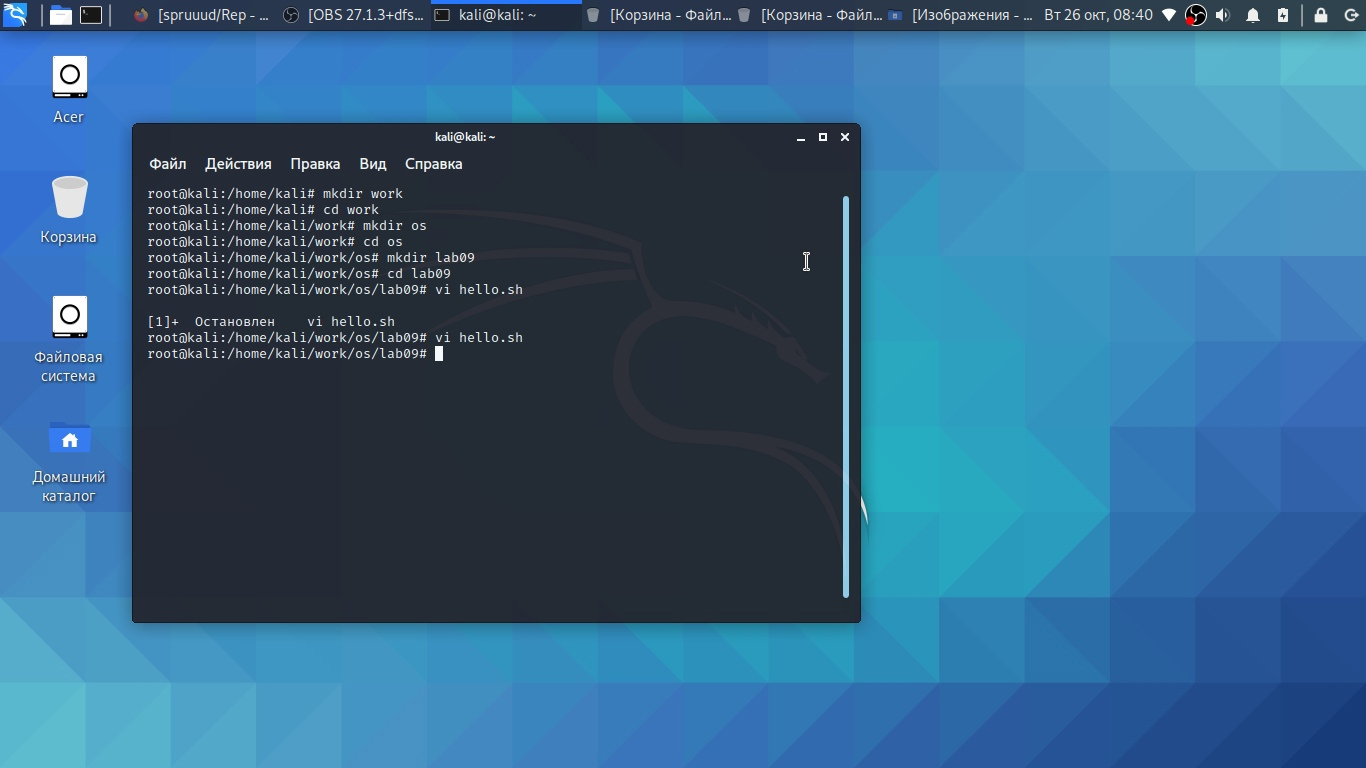 [spruuud/Rep - ...
[OBS 27.1.3+dfs...
kali@kali: ~
[Корзина - Файл...
[Корзина - Файл...
[Изображения - ...
Вт 26 окт, 08:40
Acer
Корзина
Файловая
система
Домашний
каталог
kali@kali: ~
Файл Действия Правка Вид Справка
root@kali:/home/kali# mkdir work
root@kali:/home/kali# cd work
root@kali:/home/kali/work# mkdir os
root@kali:/home/kali/work# cd os
root@kali:/home/kali/work/os# mkdir lab09
root@kali:/home/kali/work/os# cd lab09
root@kali:/home/kali/work/os/lab09# vi hello.sh
[1]+  Остановлен    vi hello.sh
root@kali:/home/kali/work/os/lab09# vi hello.sh
root@kali:/home/kali/work/os/lab09#